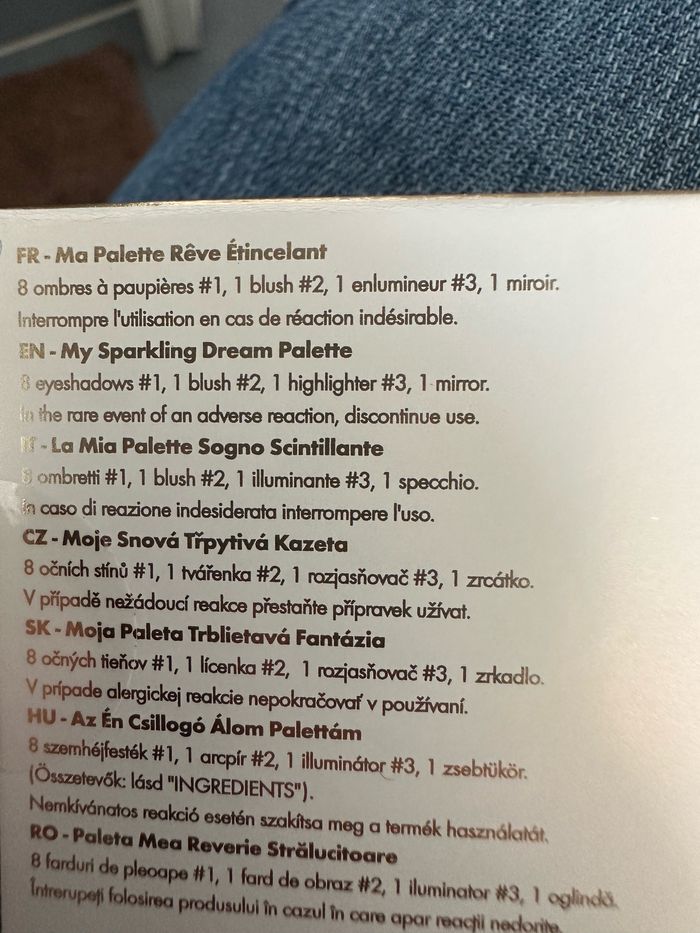 FR - Ma Palette Rêve Étincelant
8 ombres à paupières #1, 1 blush #2, 1 enlumineur #3, 1 miroir.
Interrompre l'utilisation en cas de réaction indésirable.
EN - My Sparkling Dream Palette
8 eyeshadows #1, 1 blush #2, 1 highlighter #3, 1 mirror.
In the rare event of an adverse reaction, discontinue use.
IT - La Mia Palette Sogno Scintillante
8 ombretti #1, 1 blush #2, 1 illuminante #3, 1 specchio.
In caso di reazione indesiderata interrompere l'uso.
CZ - Moje Snová Třpytivá Kazeta
8 očních stínů #1, 1 tvářenka #2, 1 rozjasňovač #3, 1 zrcátko.
V případě nežádoucí reakce přestaňte přípravek užívat.
SK - Moja Paleta Trblietavá Fantázia
8 očných tieňov #1, 1 lícenka #2, 1 rozjasňovač #3, 1 zrkadlo.
V prípade alergickej reakcie nepokračovať v používaní.
HU - Az Én Csillogó Álom Palettám
8 szemhéjfesték #1, 1 arcpír #2, 1 illuminátor #3, 1 zsebtükör.
(Összetevők: lásd "INGREDIENTS").
Nemkívánatos reakció esetén szakítsa meg a termék használatát.
RO - Paleta Mea Reverie Strălucitoare
8 farduri de pleoape #1, 1 fard de obraz #2, 1 iluminator #3, 1 oglindă.
Întrerupeți folosirea produsului în cazul în care apar reacții nedorite.